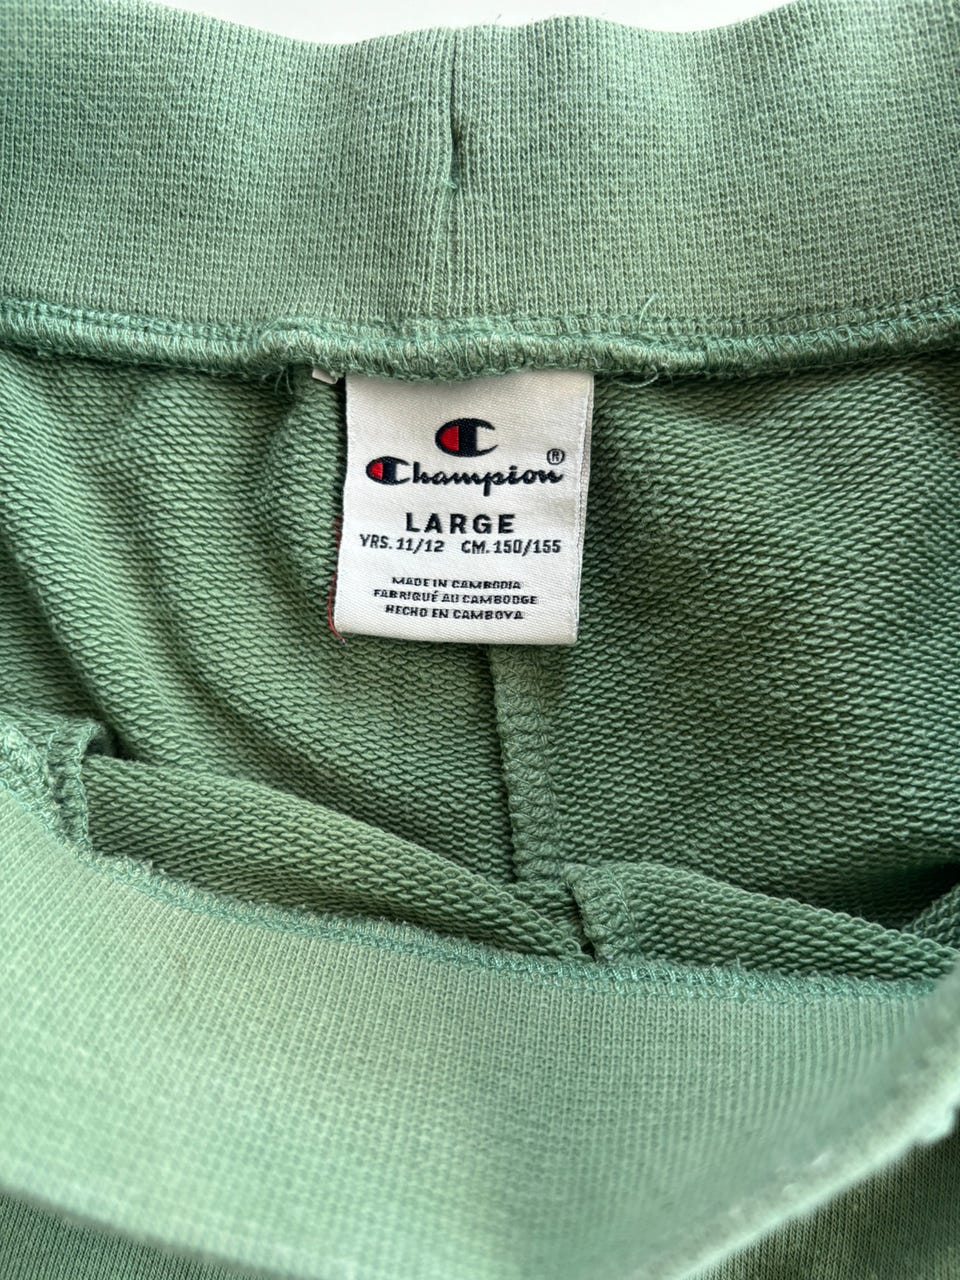 Champion®
LARGE
YRS. 11/12 CM. 150/155
MADE IN CAMBODIA
FABRIQUÉ AU CAMBODGE
HECHO EN CAMBOYA